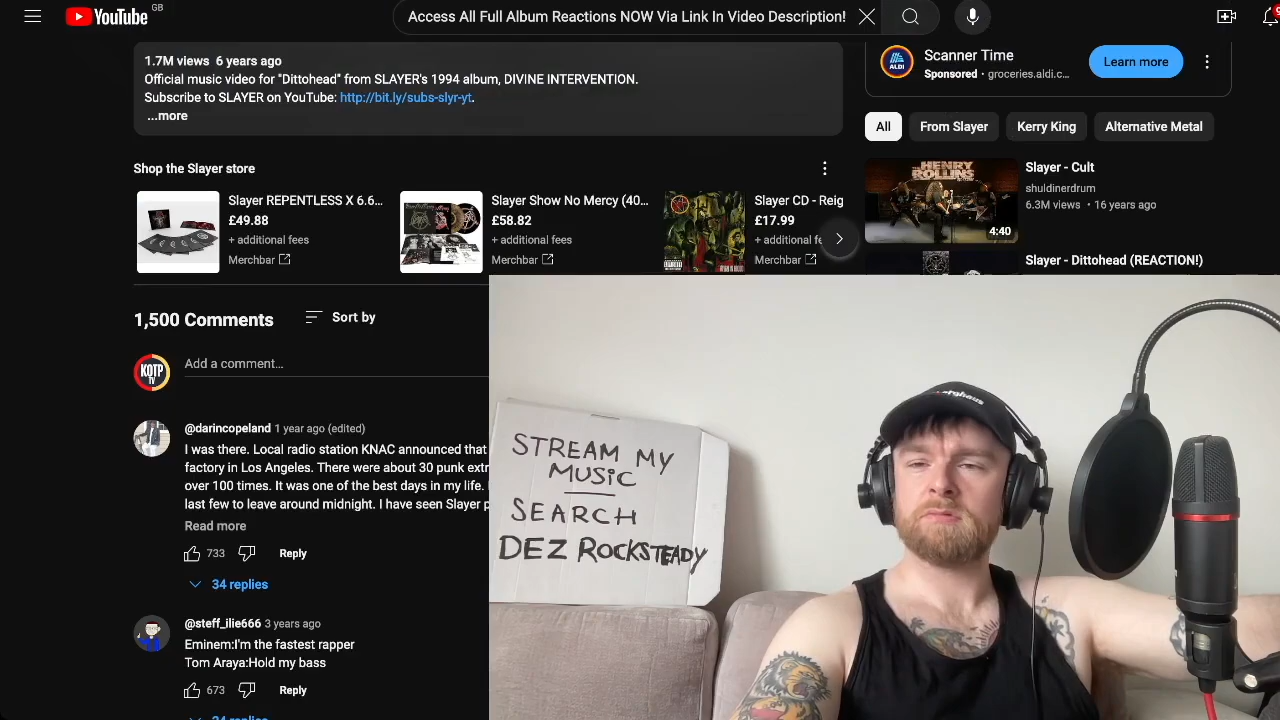 YouTube
GB
Access All Full Album Reactions NOW Via Link In Video Description!
9
1.7M views 6 years ago
Official music video for "Dittohead" from SLAYER's 1994 album, DIVINE INTERVENTION.
Subscribe to SLAYER on YouTube: http://bit.ly/subs-slyr-yt.
...more
ALDI
Scanner Time
Sponsored · groceries.aldi.c...
Learn more
All
From Slayer
Kerry King
Alternative Metal
Shop the Slayer store
Slayer REPENTLESS X 6.6...
£49.88
+ additional fees
Merchbar
Slayer Show No Mercy (40...
£58.82
+ additional fees
Merchbar
Slayer CD - Reig
£17.99
+ additional fe
Merchbar
HENRY
ROLLINS
4:40
Slayer - Cult
shuldinerdrum
6.3M views · 16 years ago
Slayer - Dittohead (REACTION!)
1,500 Comments
Sort by
KOTP
TV
Add a comment...
@darincopeland 1 year ago (edited)
I was there. Local radio station KNAC announced that
factory in Los Angeles. There were about 30 punk extr
over 100 times. It was one of the best days in my life.
last few to leave around midnight. I have seen Slayer p
Read more
733
Reply
34 replies
@steff_ilie666 3 years ago
Eminem:I'm the fastest rapper
Tom Araya:Hold my bass
673
Reply
STREAM MY
MUSIC
SEARCH
DEZ ROCKSTEADY